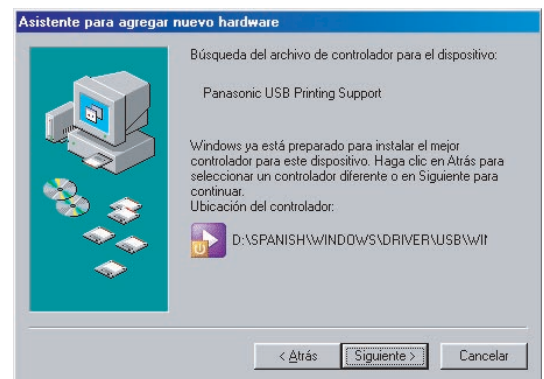 Asistente para agregar nuevo hardware
Búsqueda del archivo de controlador para el dispositivo:
Panasonic USB Printing Support
Windows ya está preparado para instalar el mejor
controlador para este dispositivo. Haga clic en Atrás para
seleccionar un controlador diferente o en Siguiente para
continuar.
Ubicación del controlador:
D:\SPANISH\WINDOWS\DRIVER\USB\WI
< Atrás
Siguiente >
Cancelar